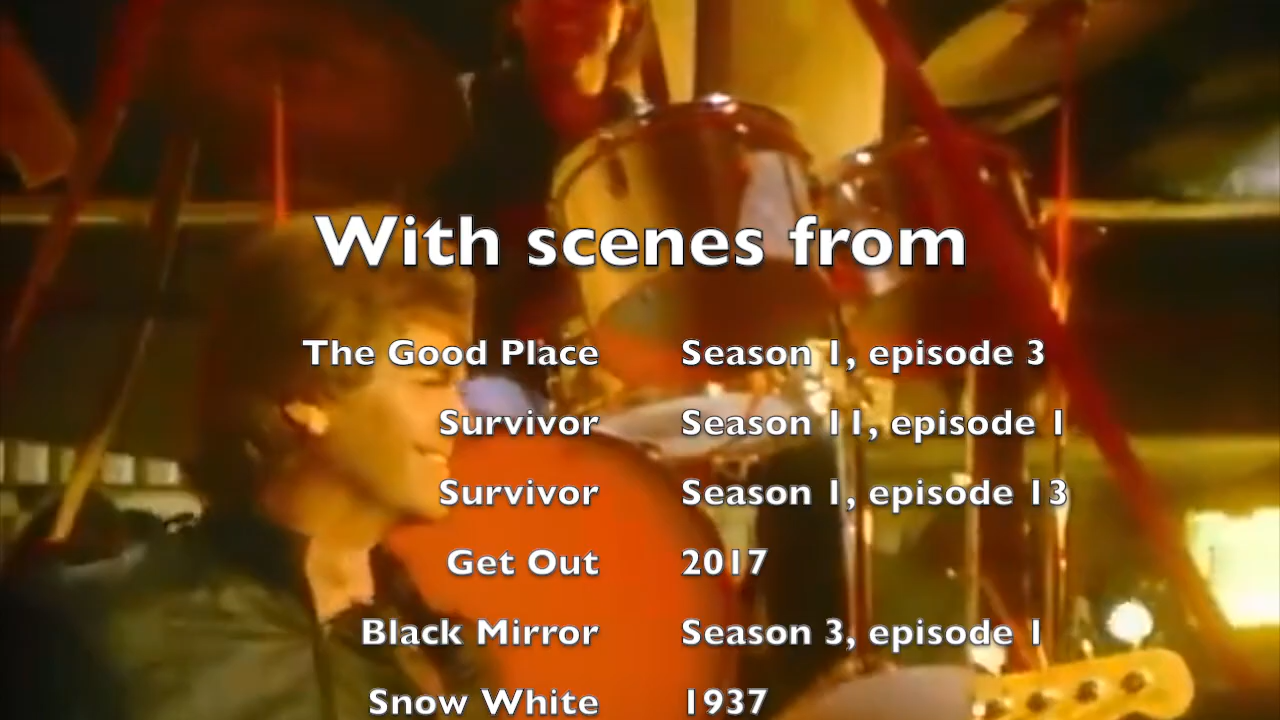 With scenes from
The Good Place Season 1, episode 3
Survivor Season 11, episode 1
Survivor Season 1, episode 13
Get Out 2017
Black Mirror Season 3, episode 1
Snow White 1937